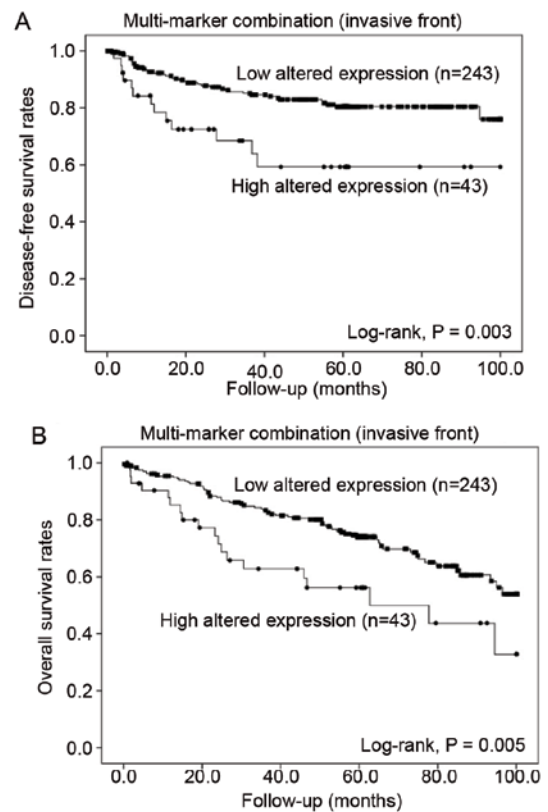 A
Multi-marker combination (invasive front)
1.0
0.8
0.6
0.4
0.2
0.0
Disease-free survival rates
Low altered expression (n=243)
High altered expression (n=43)
Log-rank, P = 0.003
0.0 20.0 40.0 60.0 80.0 100.0
Follow-up (months)
B
Multi-marker combination (invasive front)
1.0
0.8
0.6
0.4
0.2
0.0
Overall survival rates
Low altered expression (n=243)
High altered expression (n=43)
Log-rank, P = 0.005
0.0 20.0 40.0 60.0 80.0 100.0
Follow-up (months)